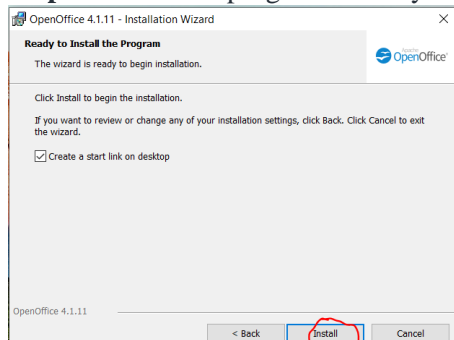 OpenOffice 4.1.11 - Installation Wizard
Ready to Install the Program
The wizard is ready to begin installation.
Apache
OpenOffice
Click Install to begin the installation.
If you want to review or change any of your installation settings, click Back. Click Cancel to exit
the wizard.
Create a start link on desktop
OpenOffice 4.1.11
< Back
Install
Cancel